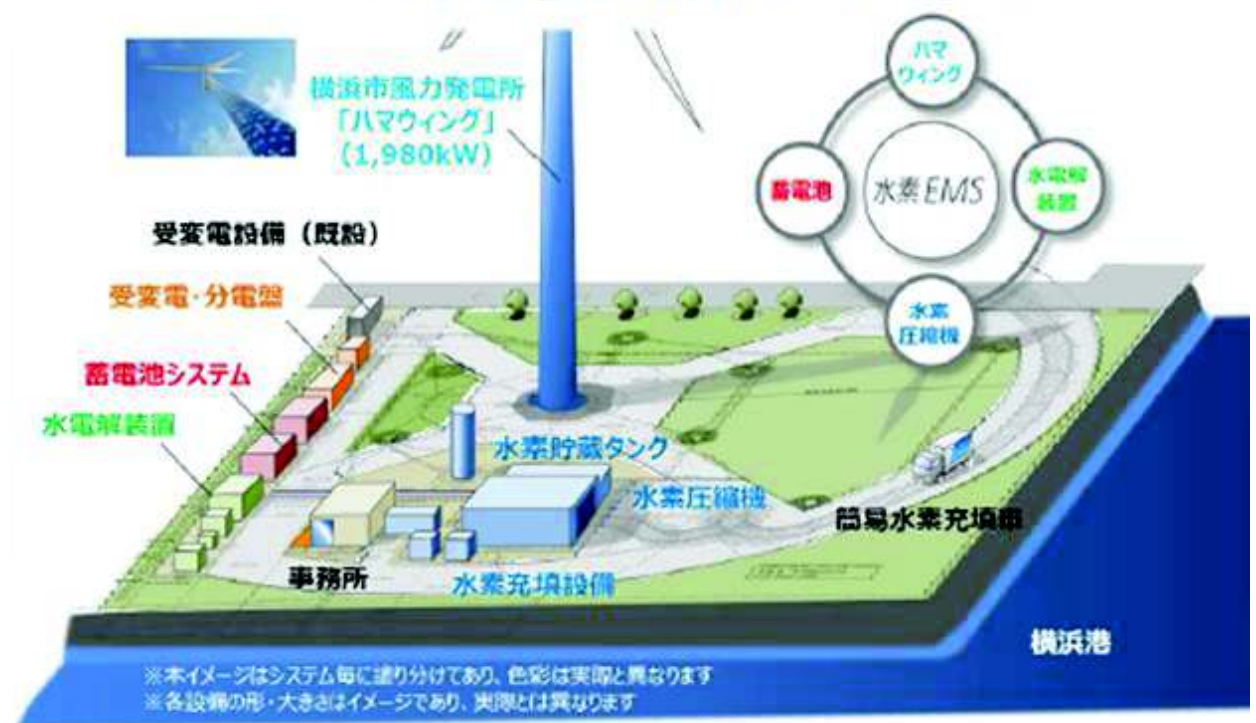 横浜市風力発電所
「ハマウィング」
（1,980kW）
ハマ
ウィング
蓄電池
水素EMS
水電解
装置
水素
圧縮機
受変電設備（既設）
受変電・分電盤
蓄電池システム
水電解装置
水素貯蔵タンク
水素圧縮機
簡易水素充填車
事務所
水素充填設備
横浜港
※本イメージはシステム毎に塗り分けてあり、色彩は実際と異なります
※各設備の形・大きさはイメージであり、実際とは異なります